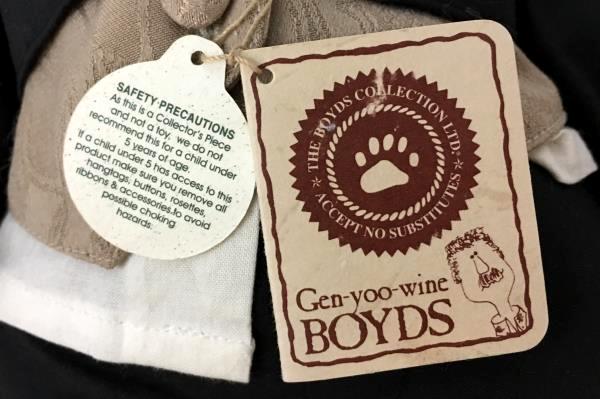 SAFETY PRECAUTIONS
As this is a Collector's Piece
and not a toy, we do not
recommend this for a child under
5 years of age.
If a child under 5 has access to this
product make sure you remove all
hangtags, buttons, rosettes,
ribbons & accessories.to avoid
possible choking
hazards.
THE BOYDS COLLECTION LTD.
ACCEPT NO SUBSTITUTES
Gen-yoo-wine
BOYDS